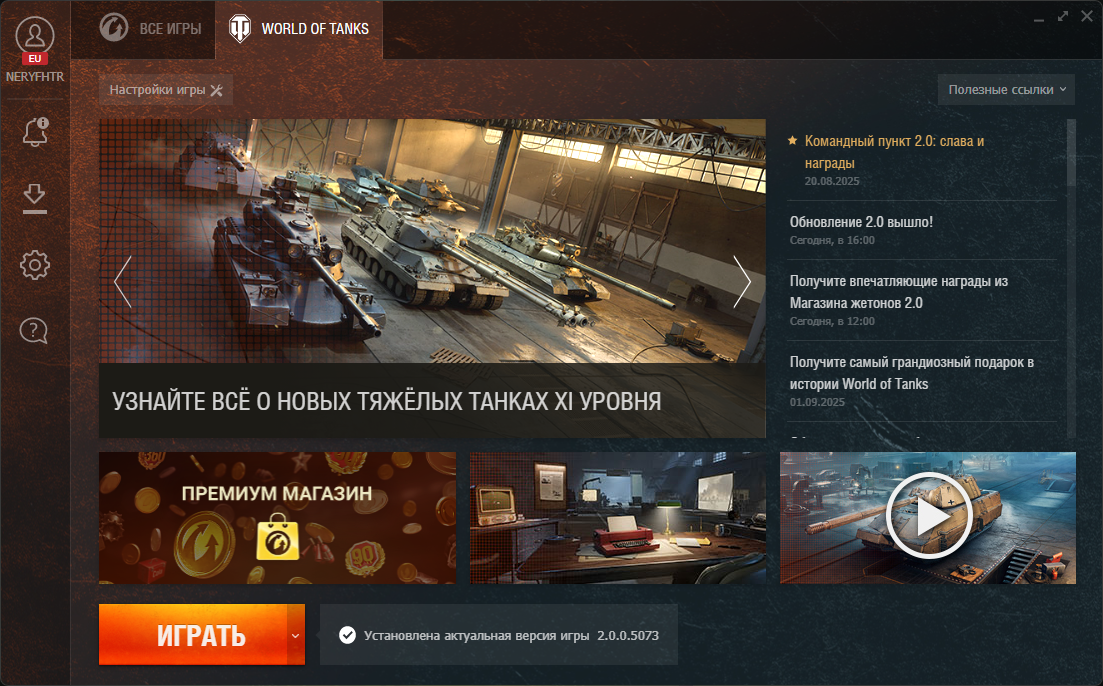 ВСЕ ИГРЫ
WORLD OF TANKS
EU
NERYFHTR
Настройки игры
Полезные ссылки
Командный пункт 2.0: слава и
награды
20.08.2025
Обновление 2.0 вышло!
Сегодня, в 16:00
Получите впечатляющие награды из
Магазина жетонов 2.0
Сегодня, в 12:00
Получите самый грандиозный подарок в
истории World of Tanks
01.09.2025
УЗНАЙТЕ ВСЁ О НОВЫХ ТЯЖЁЛЫХ ТАНКАХ XI УРОВНЯ
ПРЕМИУМ МАГАЗИН
ИГРАТЬ
Установлена актуальная версия игры 2.0.0.5073